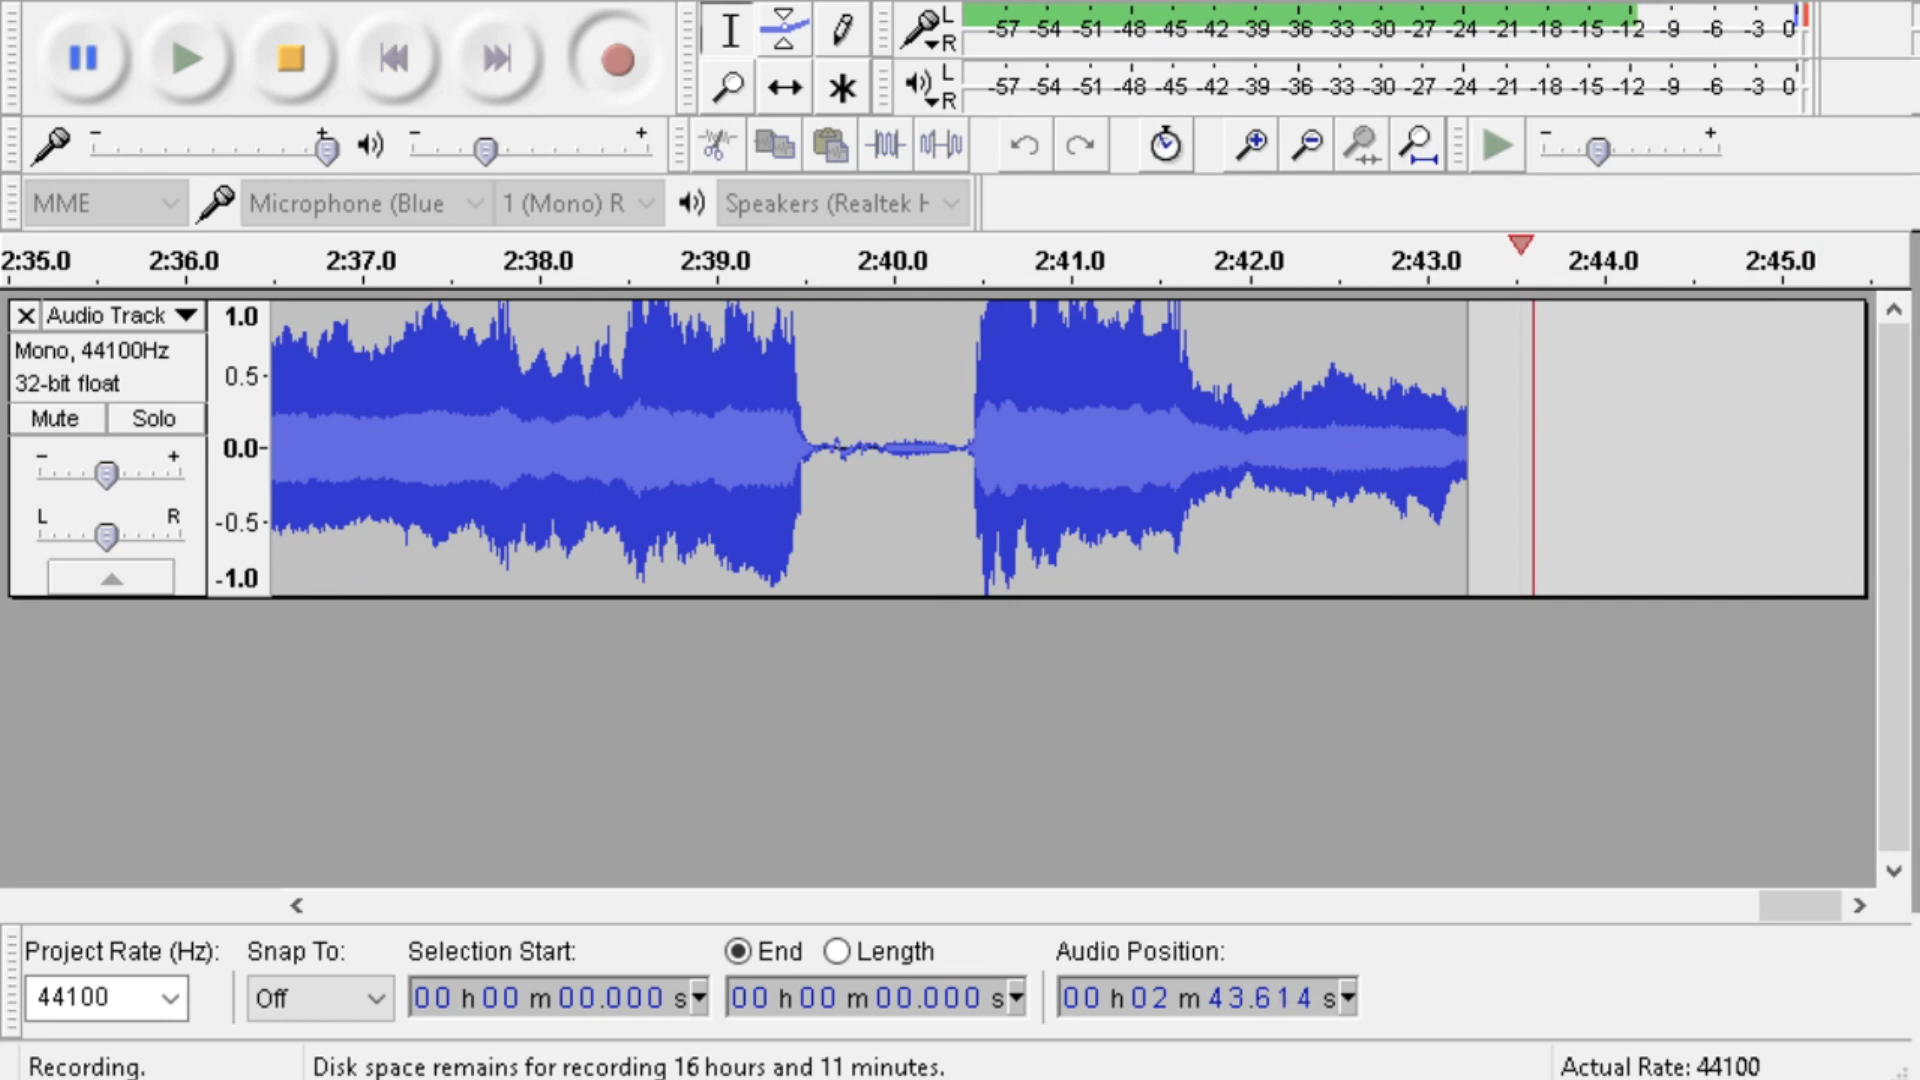 L
R
-57 -54 -51 -48 -45 -42 -39 -36 -33 -30 -27 -24 -21 -18 -15 -12 -9 -6 -3 0
L
R
-57 -54 -51 -48 -45 -42 -39 -36 -33 -30 -27 -24 -21 -18 -15 -12 -9 -6 -3 0
- + - + - +
MME Microphone (Blue 1 (Mono) R Speakers (Realtek H
2:35.0 2:36.0 2:37.0 2:38.0 2:39.0 2:40.0 2:41.0 2:42.0 2:43.0 2:44.0 2:45.0
X Audio Track 1.0
Mono, 44100Hz
32-bit float 0.5-
Mute Solo
0.0-
- +
L R -0.5-
-1.0
Project Rate (Hz): Snap To: Selection Start: End Length Audio Position:
44100 Off 00 h 00 m 00.000 s 00 h 00 m 00.000 s 00 h 02 m 43.614 s
Recording. Disk space remains for recording 16 hours and 11 minutes. Actual Rate: 44100